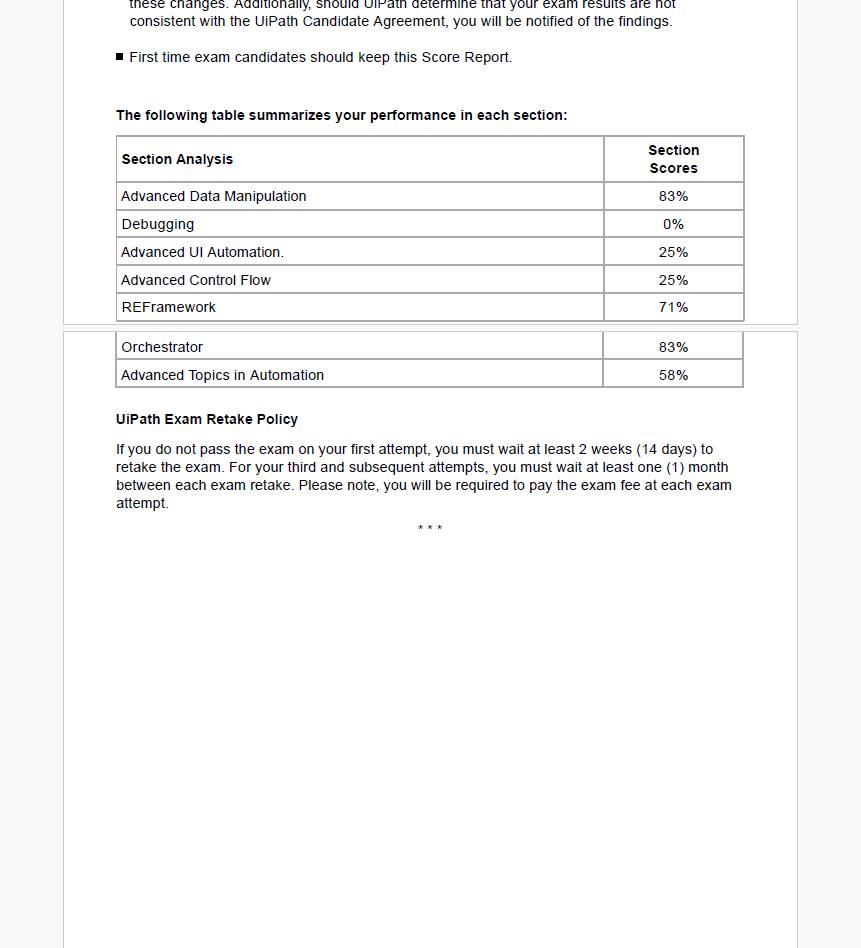 these changes. Additionally, should UiPath determine that your exam results are not
consistent with the UiPath Candidate Agreement, you will be notified of the findings.
■ First time exam candidates should keep this Score Report.
The following table summarizes your performance in each section:
Section Analysis Section Scores
Advanced Data Manipulation 83%
Debugging 0%
Advanced UI Automation. 25%
Advanced Control Flow 25%
REFramework 71%
Orchestrator 83%
Advanced Topics in Automation 58%
UiPath Exam Retake Policy
If you do not pass the exam on your first attempt, you must wait at least 2 weeks (14 days) to
retake the exam. For your third and subsequent attempts, you must wait at least one (1) month
between each exam retake. Please note, you will be required to pay the exam fee at each exam
attempt.
* * *